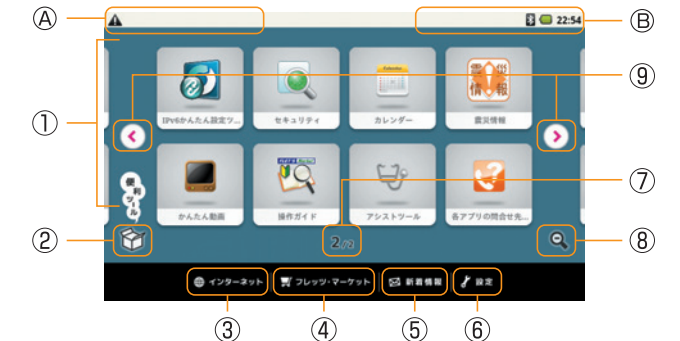 Ⓐ
Ⓑ
22:54
①
⑨
IPv6かんたん設定ツ...
セキュリティ
Calendar
カレンダー
震災情報
震災情報
便利ツール
かんたん動画
操作ガイド
アシストツール
各アプリの問合せ先...
⑦
②
2/2
⑧
インターネット
フレッツ・マーケット
新着情報
設定
③
④
⑤
⑥